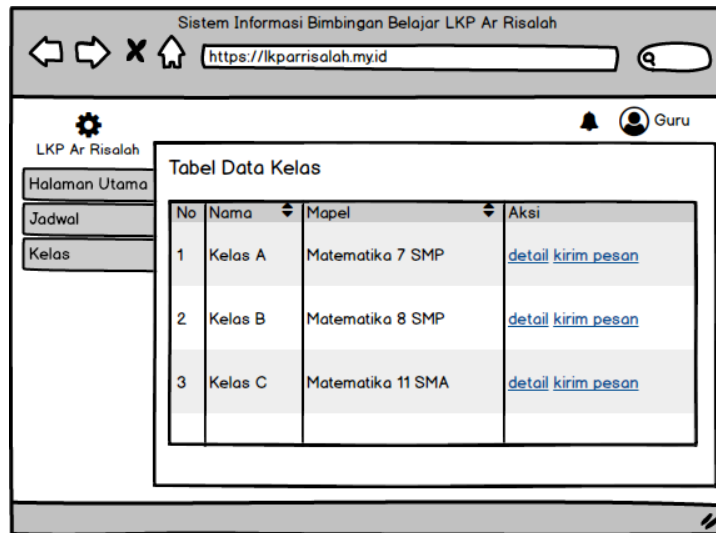 Sistem Informasi Bimbingan Belajar LKP Ar Risalah
https://lkparrisalah.my.id
Guru
LKP Ar Risalah
Halaman Utama
Jadwal
Kelas
Tabel Data Kelas
No Nama Mapel Aksi
1 Kelas A Matematika 7 SMP detail kirim pesan
2 Kelas B Matematika 8 SMP detail kirim pesan
3 Kelas C Matematika 11 SMA detail kirim pesan